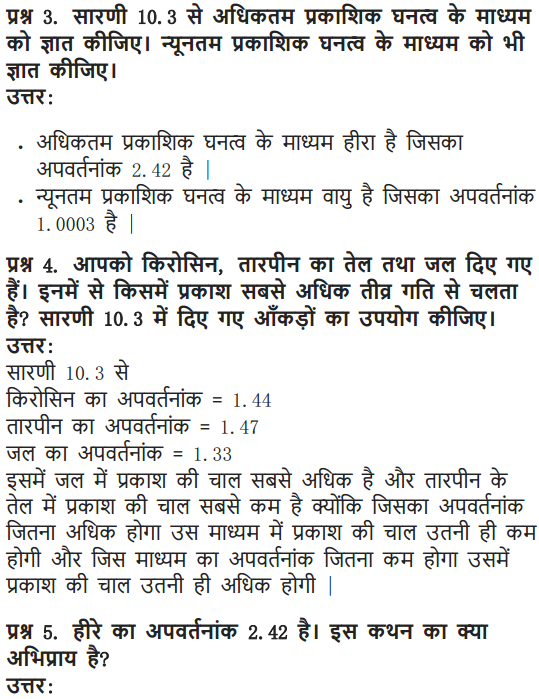 प्रश्न 3. सारणी 10.3 से अधिकतम प्रकाशिक घनत्व के माध्यम
को ज्ञात कीजिए। न्यूनतम प्रकाशिक घनत्व के माध्यम को भी
ज्ञात कीजिए।
उत्तर:
• अधिकतम प्रकाशिक घनत्व के माध्यम हीरा है जिसका
अपवर्तनांक 2.42 है |
• न्यूनतम प्रकाशिक घनत्व के माध्यम वायु है जिसका अपवर्तनांक
1.0003 है |
प्रश्न 4. आपको किरोसिन, तारपीन का तेल तथा जल दिए गए
हैं। इनमें से किसमें प्रकाश सबसे अधिक तीव्र गति से चलता
है? सारणी 10.3 में दिए गए आँकड़ों का उपयोग कीजिए।
उत्तर:
सारणी 10.3 से
किरोसिन का अपवर्तनांक = 1.44
तारपीन का अपवर्तनांक = 1.47
जल का अपवर्तनांक = 1.33
इसमें जल में प्रकाश की चाल सबसे अधिक है और तारपीन के
तेल में प्रकाश की चाल सबसे कम है क्योंकि जिसका अपवर्तनांक
जितना अधिक होगा उस माध्यम में प्रकाश की चाल उतनी ही कम
होगी और जिस माध्यम का अपवर्तनांक जितना कम होगा उसमें
प्रकाश की चाल उतनी ही अधिक होगी |
प्रश्न 5. हीरे का अपवर्तनांक 2.42 है। इस कथन का क्या
अभिप्राय है?
उत्तर: